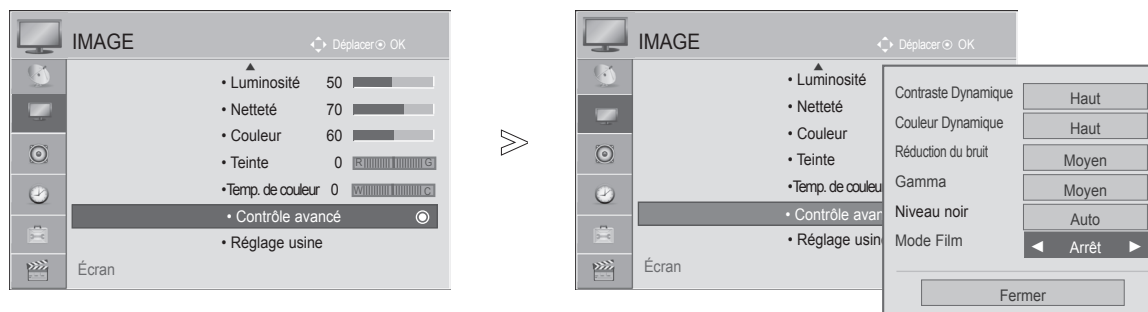 IMAGE
Déplacer OK
• Luminosité 50
• Netteté 70
• Couleur 60
• Teinte 0 R G
•Temp. de couleur 0 W C
• Contrôle avancé
• Réglage usine
Écran
IMAGE
Déplacer OK
• Luminosité
• Netteté
• Couleur
• Teinte
•Temp. de couleu
• Contrôle avan
• Réglage usin
Écran
Contraste Dynamique Haut
Couleur Dynamique Haut
Réduction du bruit Moyen
Gamma Moyen
Niveau noir Auto
Mode Film ◄ Arrêt ►
Fermer